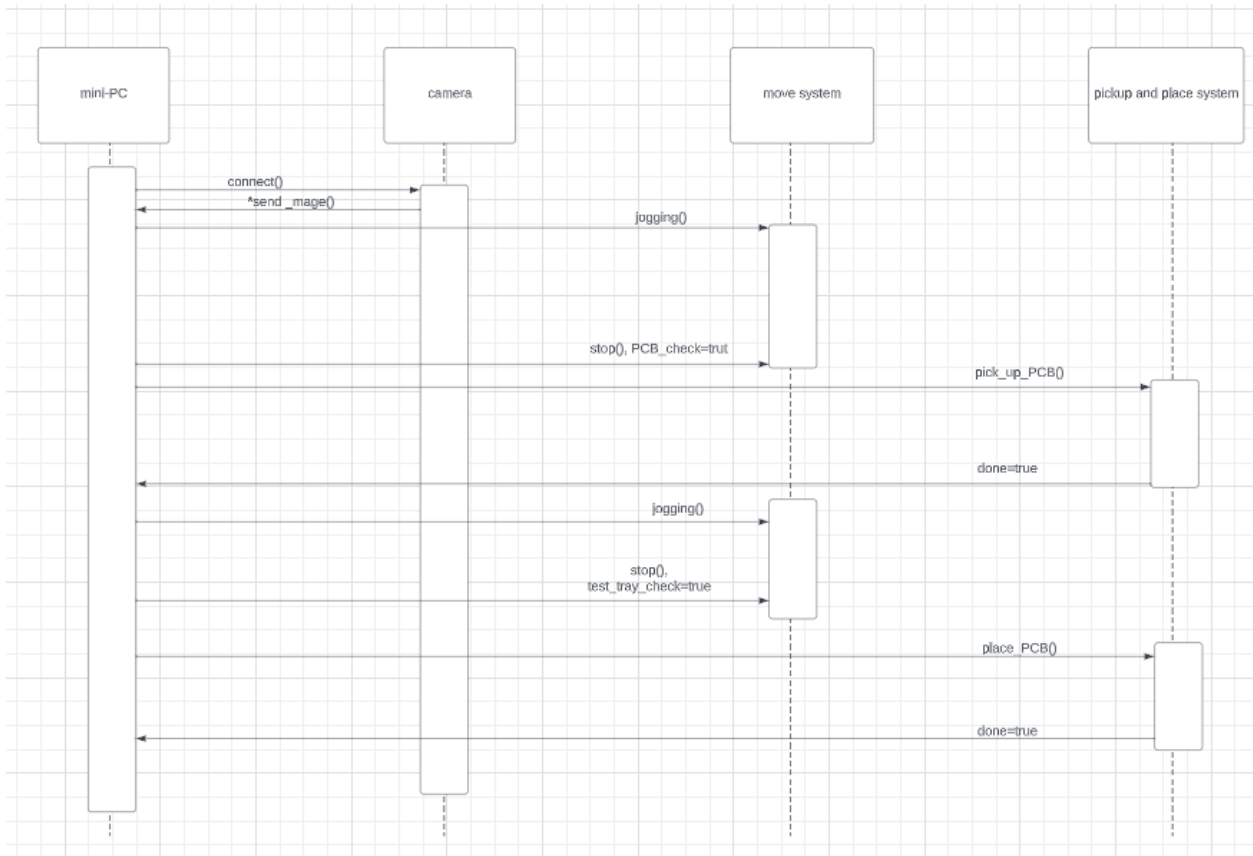 mini-PC
camera
move system
pickup and place system
connect()
*send _mage()
jogging()
stop(), PCB_check=trut
pick_up_PCB()
done=true
jogging()
stop(),
test_tray_check=true
place_PCB()
done=true